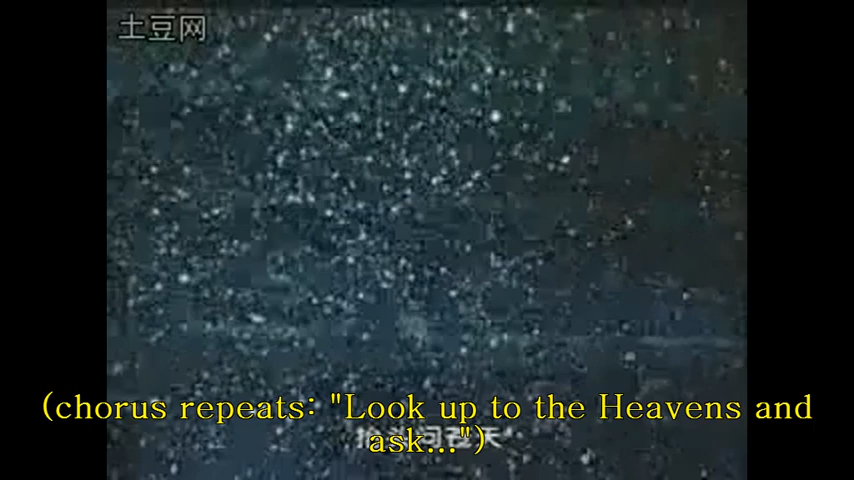 土豆网
(chorus repeats: "Look up to the Heavens and
ask...")